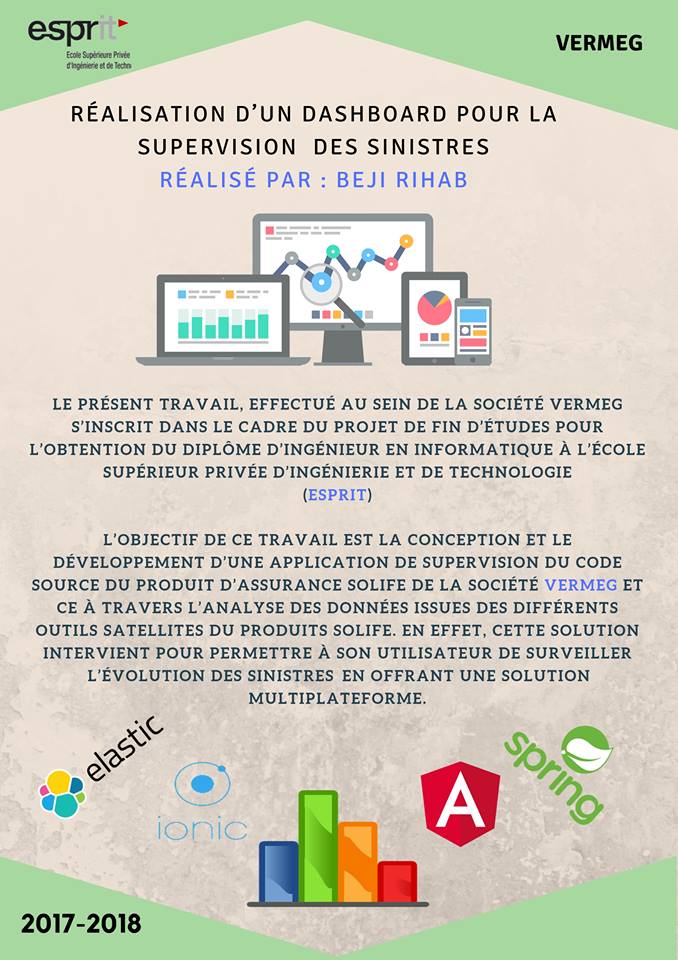 esprit
Ecole Supérieure Privée
d'Ingénierie et de Techn
VERMEG
RÉALISATION D'UN DASHBOARD POUR LA
SUPERVISION DES SINISTRES
RÉALISÉ PAR : BEJI RIHAB
LE PRÉSENT TRAVAIL, EFFECTUÉ AU SEIN DE LA SOCIÉTÉ VERMEG
S'INSCRIT DANS LE CADRE DU PROJET DE FIN D'ÉTUDES POUR
L'OBTENTION DU DIPLÔME D'INGÉNIEUR EN INFORMATIQUE À L'ÉCOLE
SUPÉRIEUR PRIVÉE D'INGÉNIERIE ET DE TECHNOLOGIE
(ESPRIT)
L'OBJECTIF DE CE TRAVAIL EST LA CONCEPTION ET LE
DÉVELOPPEMENT D'UNE APPLICATION DE SUPERVISION DU CODE
SOURCE DU PRODUIT D'ASSURANCE SOLIFE DE LA SOCIÉTÉ VERMEG ET
CE À TRAVERS L'ANALYSE DES DONNÉES ISSUES DES DIFFÉRENTS
OUTILS SATELLITES DU PRODUITS SOLIFE. EN EFFET, CETTE SOLUTION
INTERVIENT POUR PERMETTRE À SON UTILISATEUR DE SURVEILLER
L'ÉVOLUTION DES SINISTRES EN OFFRANT UNE SOLUTION
MULTIPLATEFORME.
elastic
ionic
A
spring
2017-2018